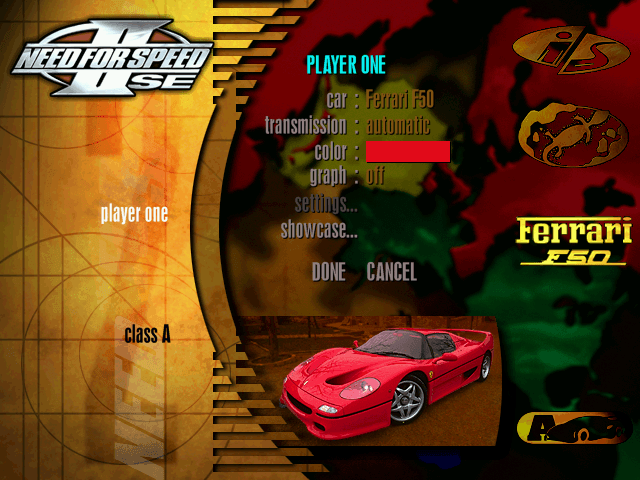 NEED FOR SPEED
II
SE
PLAYER ONE
car : Ferrari F50
transmission : automatic
color :
graph : off
settings...
showcase...
DONE CANCEL
player one
class A
NEED
i/S
Ferrari
F50
A